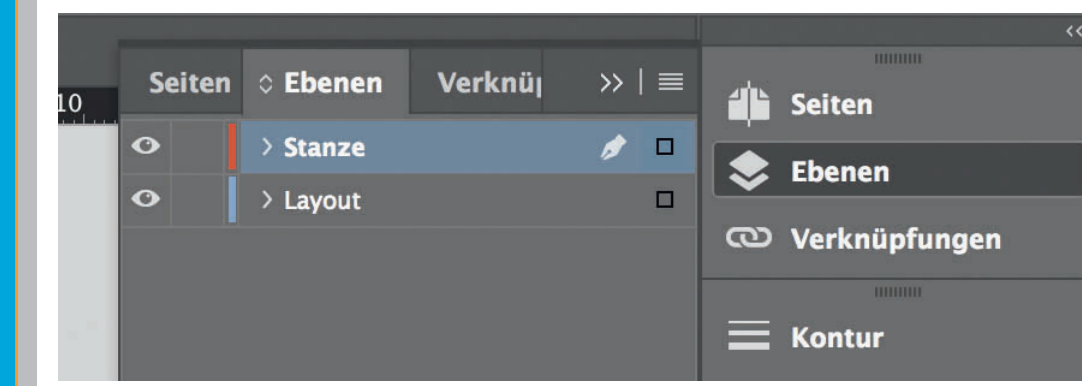 Seiten Ebenen Verknü
10
Stanze
Layout
Seiten
Ebenen
Verknüpfungen
Kontur